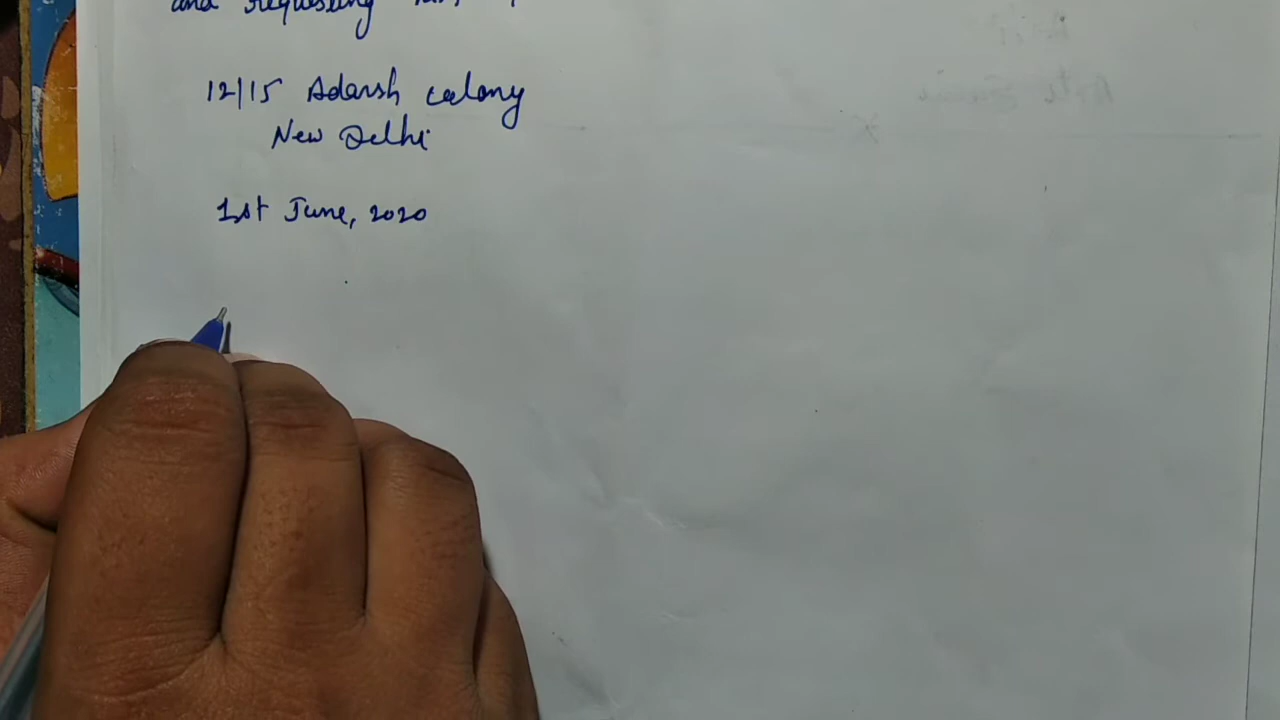 and requesting
12/15 Adarsh colony
New Delhi
1st June, 2020